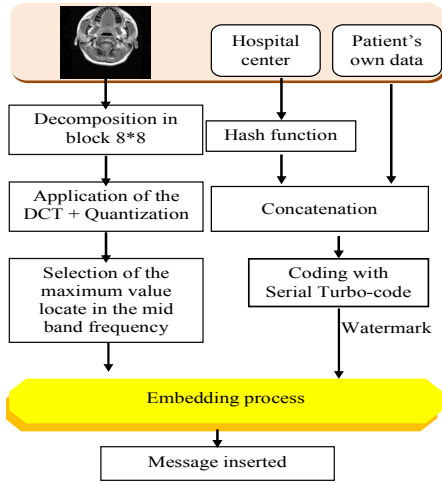 Hospital
center
Patient's
own data
Decomposition in
block 8*8
Hash function
Application of the
DCT + Quantization
Concatenation
Selection of the
maximum value
locate in the mid
band frequency
Coding with
Serial Turbo-code
Watermark
Embedding process
Message inserted